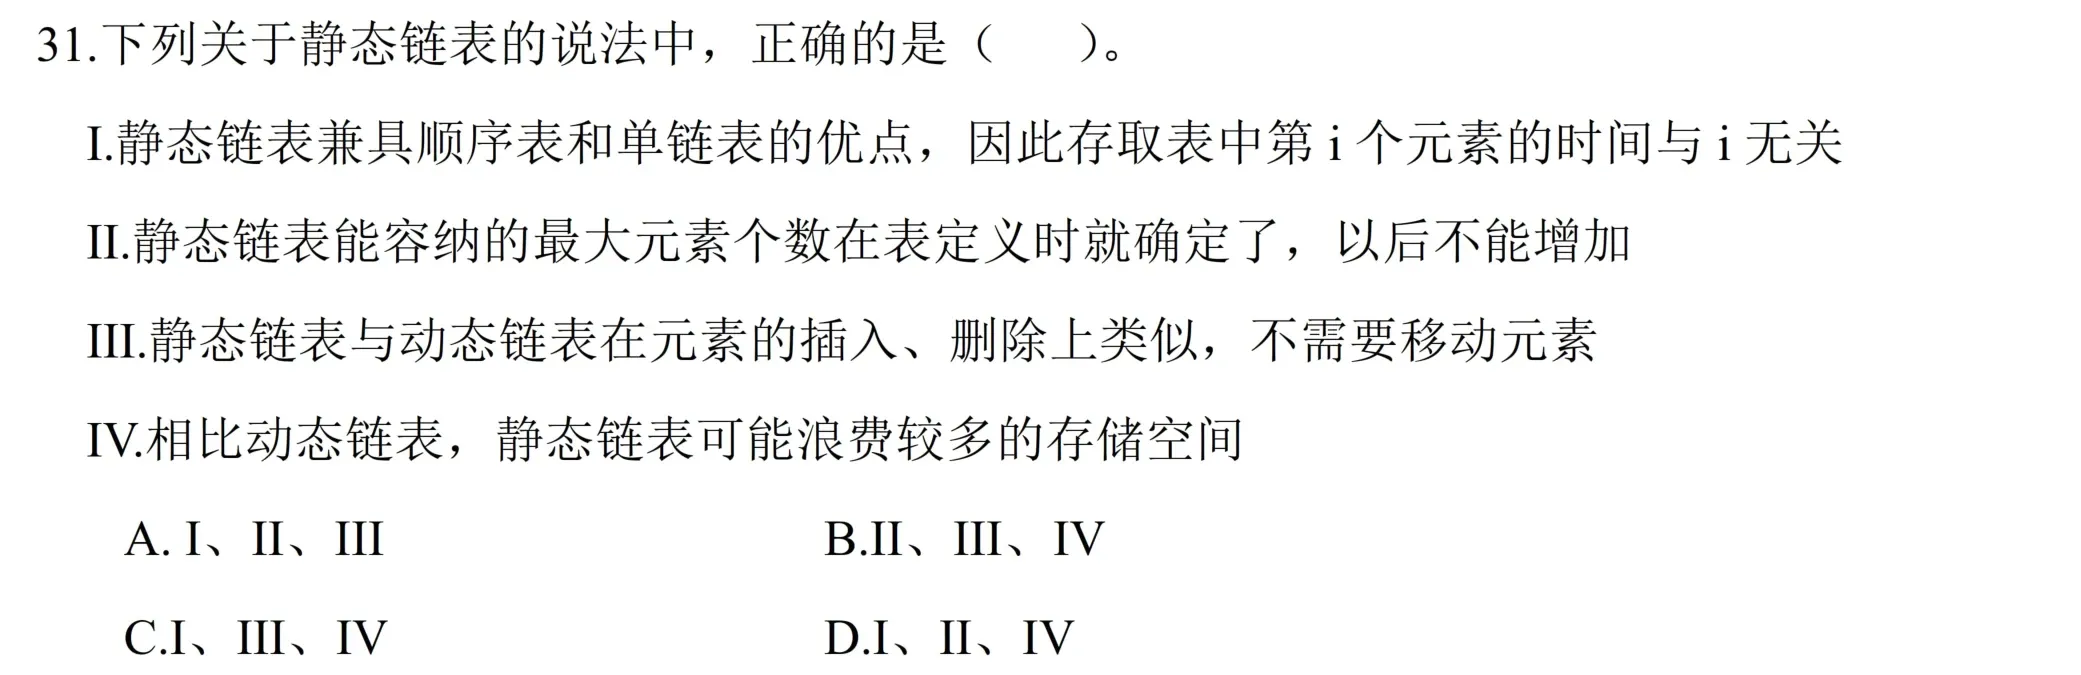 31.下列关于静态链表的说法中，正确的是（　　）。
I.静态链表兼具顺序表和单链表的优点，因此存取表中第 i 个元素的时间与 i 无关
II.静态链表能容纳的最大元素个数在表定义时就确定了，以后不能增加
III.静态链表与动态链表在元素的插入、删除上类似，不需要移动元素
IV.相比动态链表，静态链表可能浪费较多的存储空间
A. I、II、III　　B.II、III、IV
C.I、III、IV　　D.I、II、IV